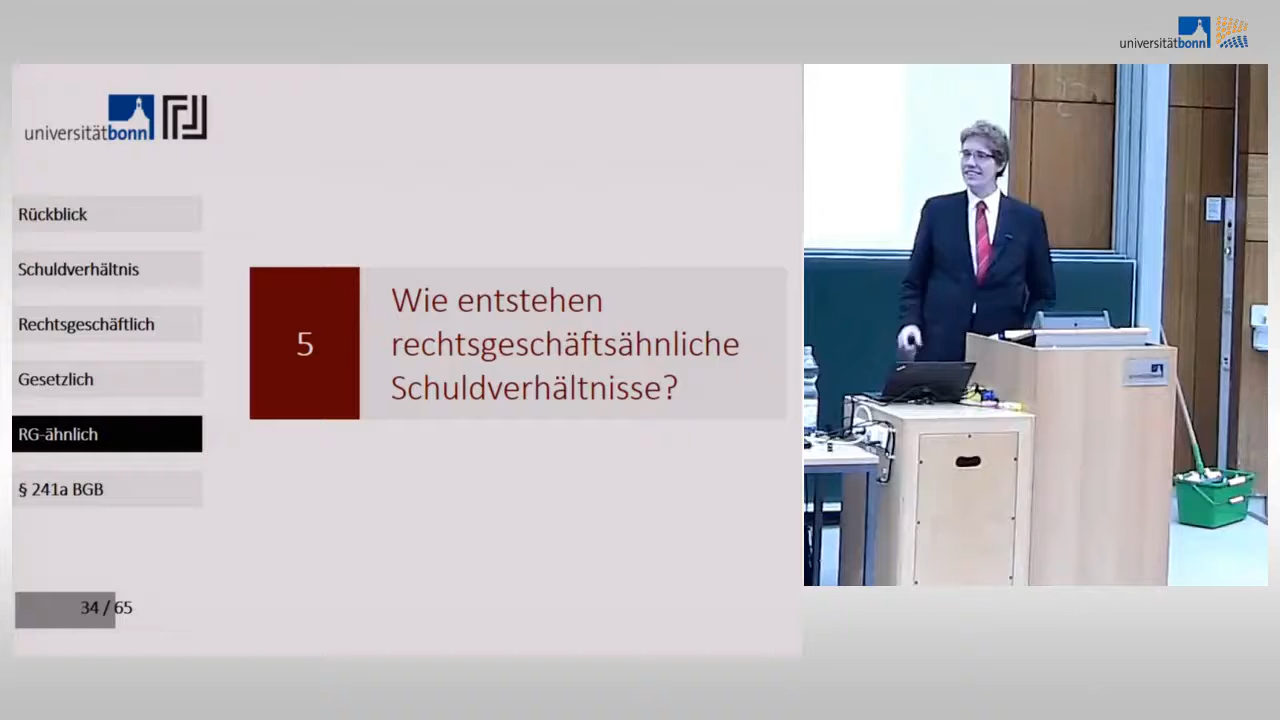 universitätbonn
universitätbonn
Rückblick
Schuldverhältnis
Rechtsgeschäftlich
Gesetzlich
RG-ähnlich
§ 241a BGB
34 / 65
5
Wie entstehen
rechtsgeschäftsähnliche
Schuldverhältnisse?